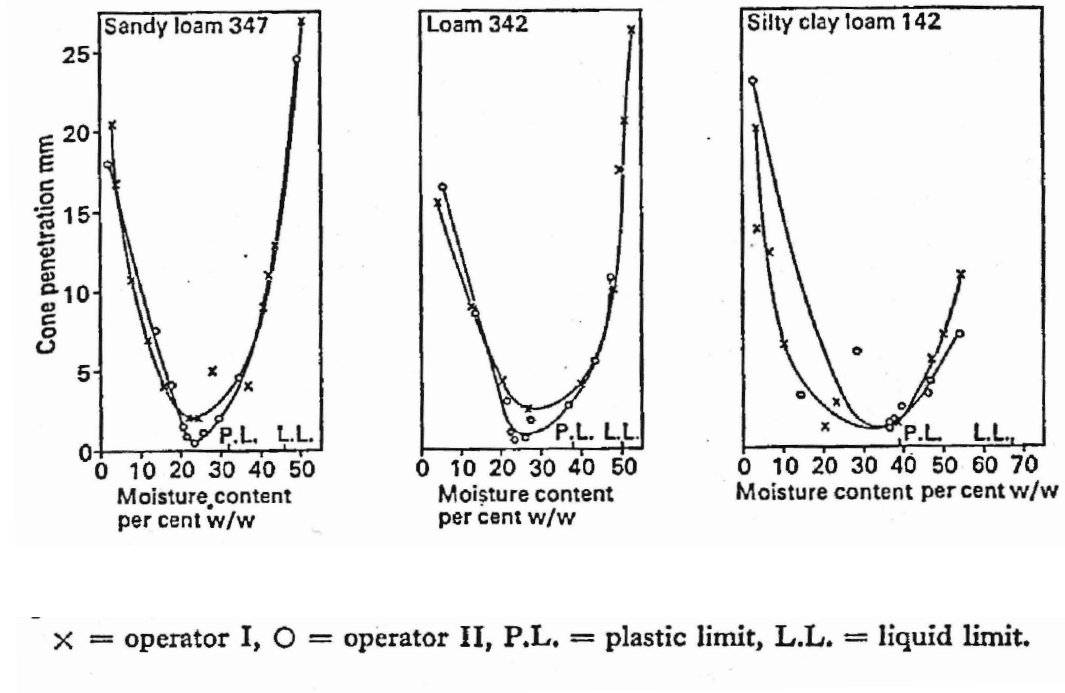 Sandy loam 347
Loam 342
Silty clay loam 142
Cone penetration mm
25
20
15
10
5
0
P.L. L.L.
P.L. L.L.
P.L. L.L.
0 10 20 30 40 50
0 10 20 30 40 50
0 10 20 30 40 50 60 70
Moisture content
per cent w/w
Moisture content
per cent w/w
Moisture content per cent w/w
× = operator I, O = operator II, P.L. = plastic limit, L.L. = liquid limit.